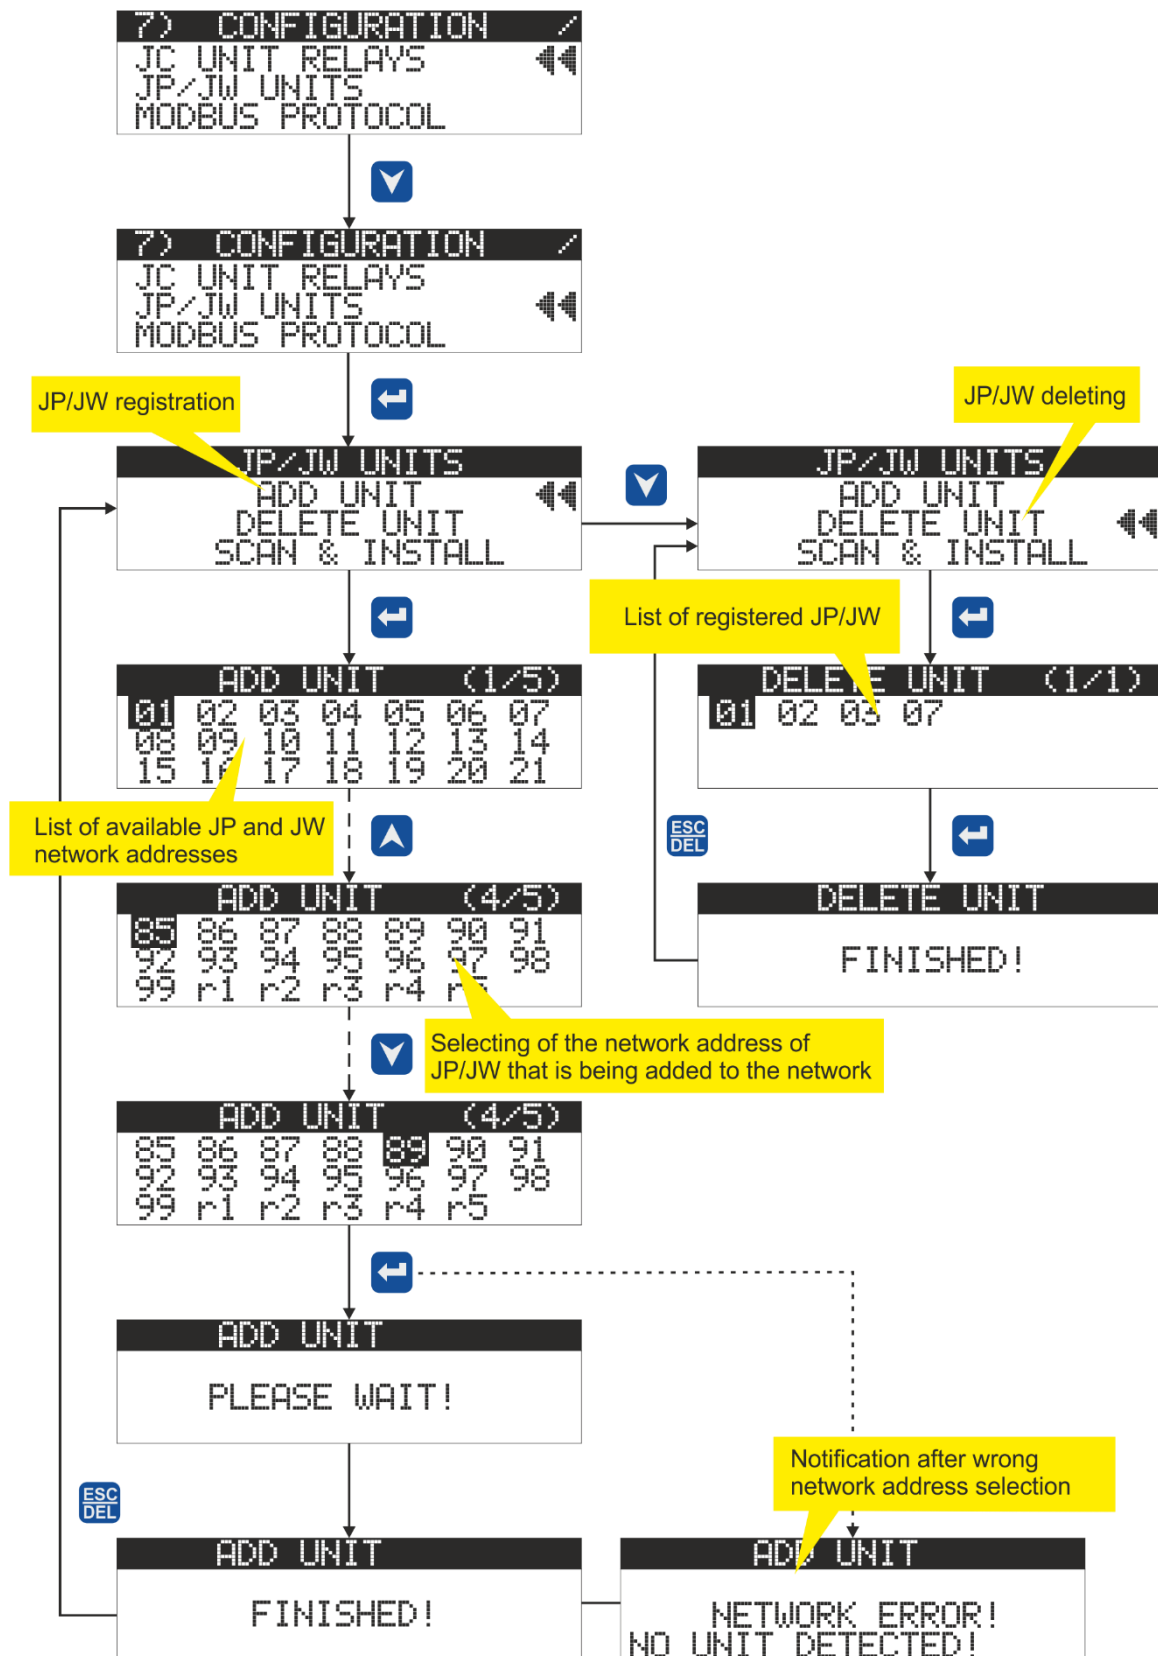 7) CONFIGURATION /
JC UNIT RELAYS
JP/JW UNITS
MODBUS PROTOCOL
7) CONFIGURATION /
JC UNIT RELAYS
JP/JW UNITS
MODBUS PROTOCOL
JP/JW registration
JP/JW deleting
JP/JW UNITS
ADD UNIT
DELETE UNIT
SCAN & INSTALL
JP/JW UNITS
ADD UNIT
DELETE UNIT
SCAN & INSTALL
List of registered JP/JW
ADD UNIT (1/5)
01 02 03 04 05 06 07
08 09 10 11 12 13 14
15 16 17 18 19 20 21
DELETE UNIT (1/1)
01 02 03 07
List of available JP and JW
network addresses
ESC
DEL
ADD UNIT (4/5)
85 86 87 88 89 90 91
92 93 94 95 96 97 98
99 r1 r2 r3 r4 r5
DELETE UNIT
FINISHED!
Selecting of the network address of
JP/JW that is being added to the network
ADD UNIT (4/5)
85 86 87 88 89 90 91
92 93 94 95 96 97 98
99 r1 r2 r3 r4 r5
ADD UNIT
PLEASE WAIT!
Notification after wrong
network address selection
ESC
DEL
ADD UNIT
FINISHED!
ADD UNIT
NETWORK ERROR!
NO UNIT DETECTED!